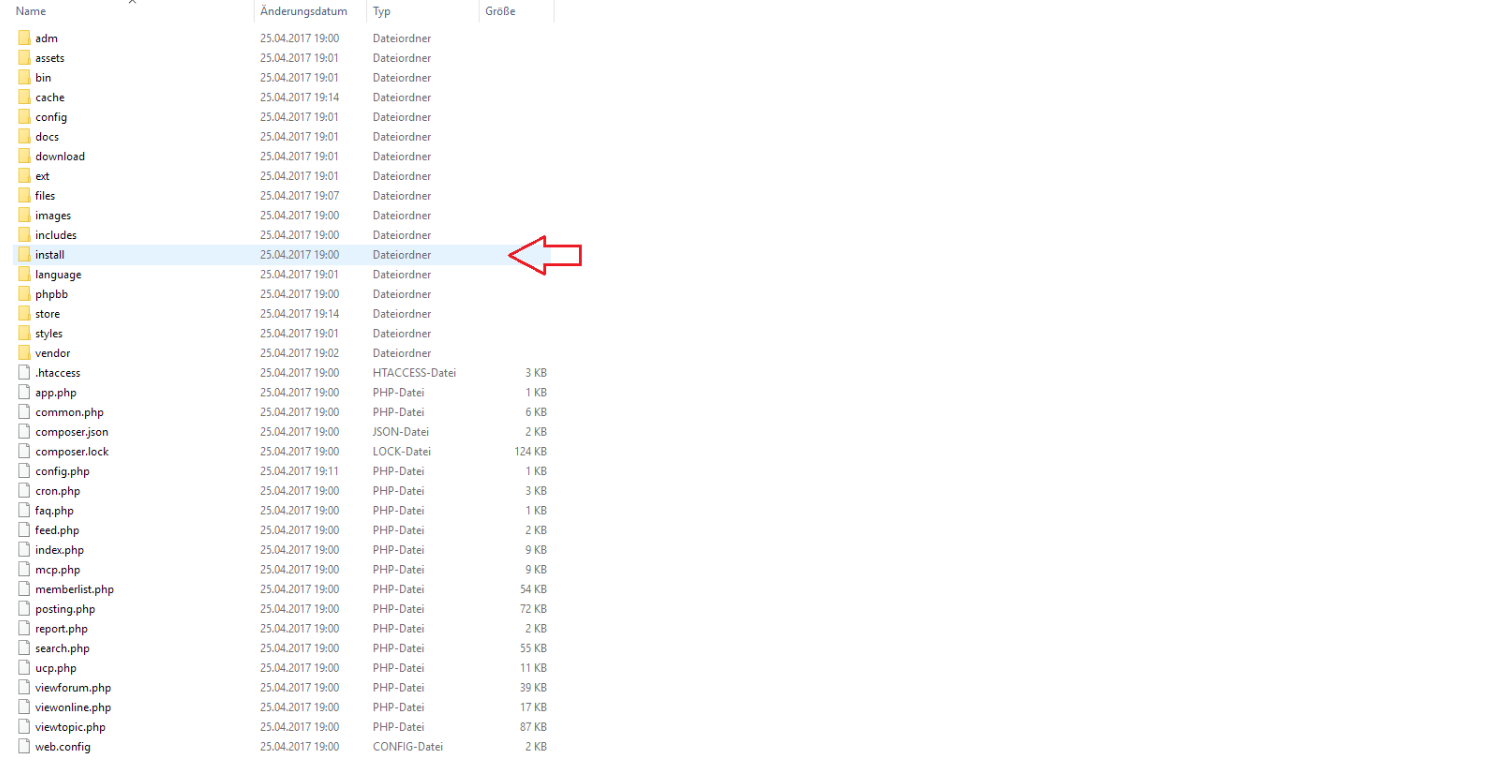 Name Änderungsdatum Typ Größe
adm 25.04.2017 19:00 Dateiordner
assets 25.04.2017 19:01 Dateiordner
bin 25.04.2017 19:01 Dateiordner
cache 25.04.2017 19:14 Dateiordner
config 25.04.2017 19:01 Dateiordner
docs 25.04.2017 19:01 Dateiordner
download 25.04.2017 19:01 Dateiordner
ext 25.04.2017 19:01 Dateiordner
files 25.04.2017 19:07 Dateiordner
images 25.04.2017 19:00 Dateiordner
includes 25.04.2017 19:00 Dateiordner
install 25.04.2017 19:00 Dateiordner
language 25.04.2017 19:01 Dateiordner
phpbb 25.04.2017 19:00 Dateiordner
store 25.04.2017 19:14 Dateiordner
styles 25.04.2017 19:01 Dateiordner
vendor 25.04.2017 19:02 Dateiordner
.htaccess 25.04.2017 19:00 HTACCESS-Datei 3 KB
app.php 25.04.2017 19:00 PHP-Datei 1 KB
common.php 25.04.2017 19:00 PHP-Datei 6 KB
composer.json 25.04.2017 19:00 JSON-Datei 2 KB
composer.lock 25.04.2017 19:00 LOCK-Datei 124 KB
config.php 25.04.2017 19:11 PHP-Datei 1 KB
cron.php 25.04.2017 19:00 PHP-Datei 3 KB
faq.php 25.04.2017 19:00 PHP-Datei 1 KB
feed.php 25.04.2017 19:00 PHP-Datei 2 KB
index.php 25.04.2017 19:00 PHP-Datei 9 KB
mcp.php 25.04.2017 19:00 PHP-Datei 9 KB
memberlist.php 25.04.2017 19:00 PHP-Datei 54 KB
posting.php 25.04.2017 19:00 PHP-Datei 72 KB
report.php 25.04.2017 19:00 PHP-Datei 2 KB
search.php 25.04.2017 19:00 PHP-Datei 55 KB
ucp.php 25.04.2017 19:00 PHP-Datei 11 KB
viewforum.php 25.04.2017 19:00 PHP-Datei 39 KB
viewonline.php 25.04.2017 19:00 PHP-Datei 17 KB
viewtopic.php 25.04.2017 19:00 PHP-Datei 87 KB
web.config 25.04.2017 19:00 CONFIG-Datei 2 KB